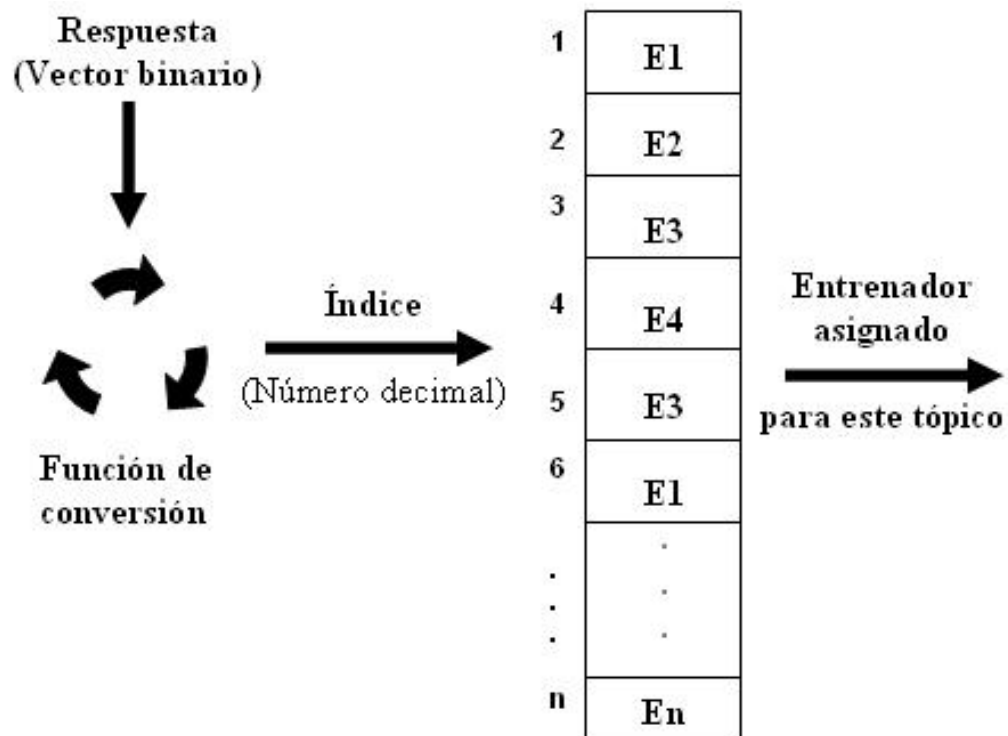 Respuesta
(Vector binario)
Función de
conversión
Índice
(Número decimal)
1
E1
2
E2
3
E3
4
E4
5
E3
6
E1
.
.
.
.
.
.
n
En
Entrenador
asignado
para este tópico